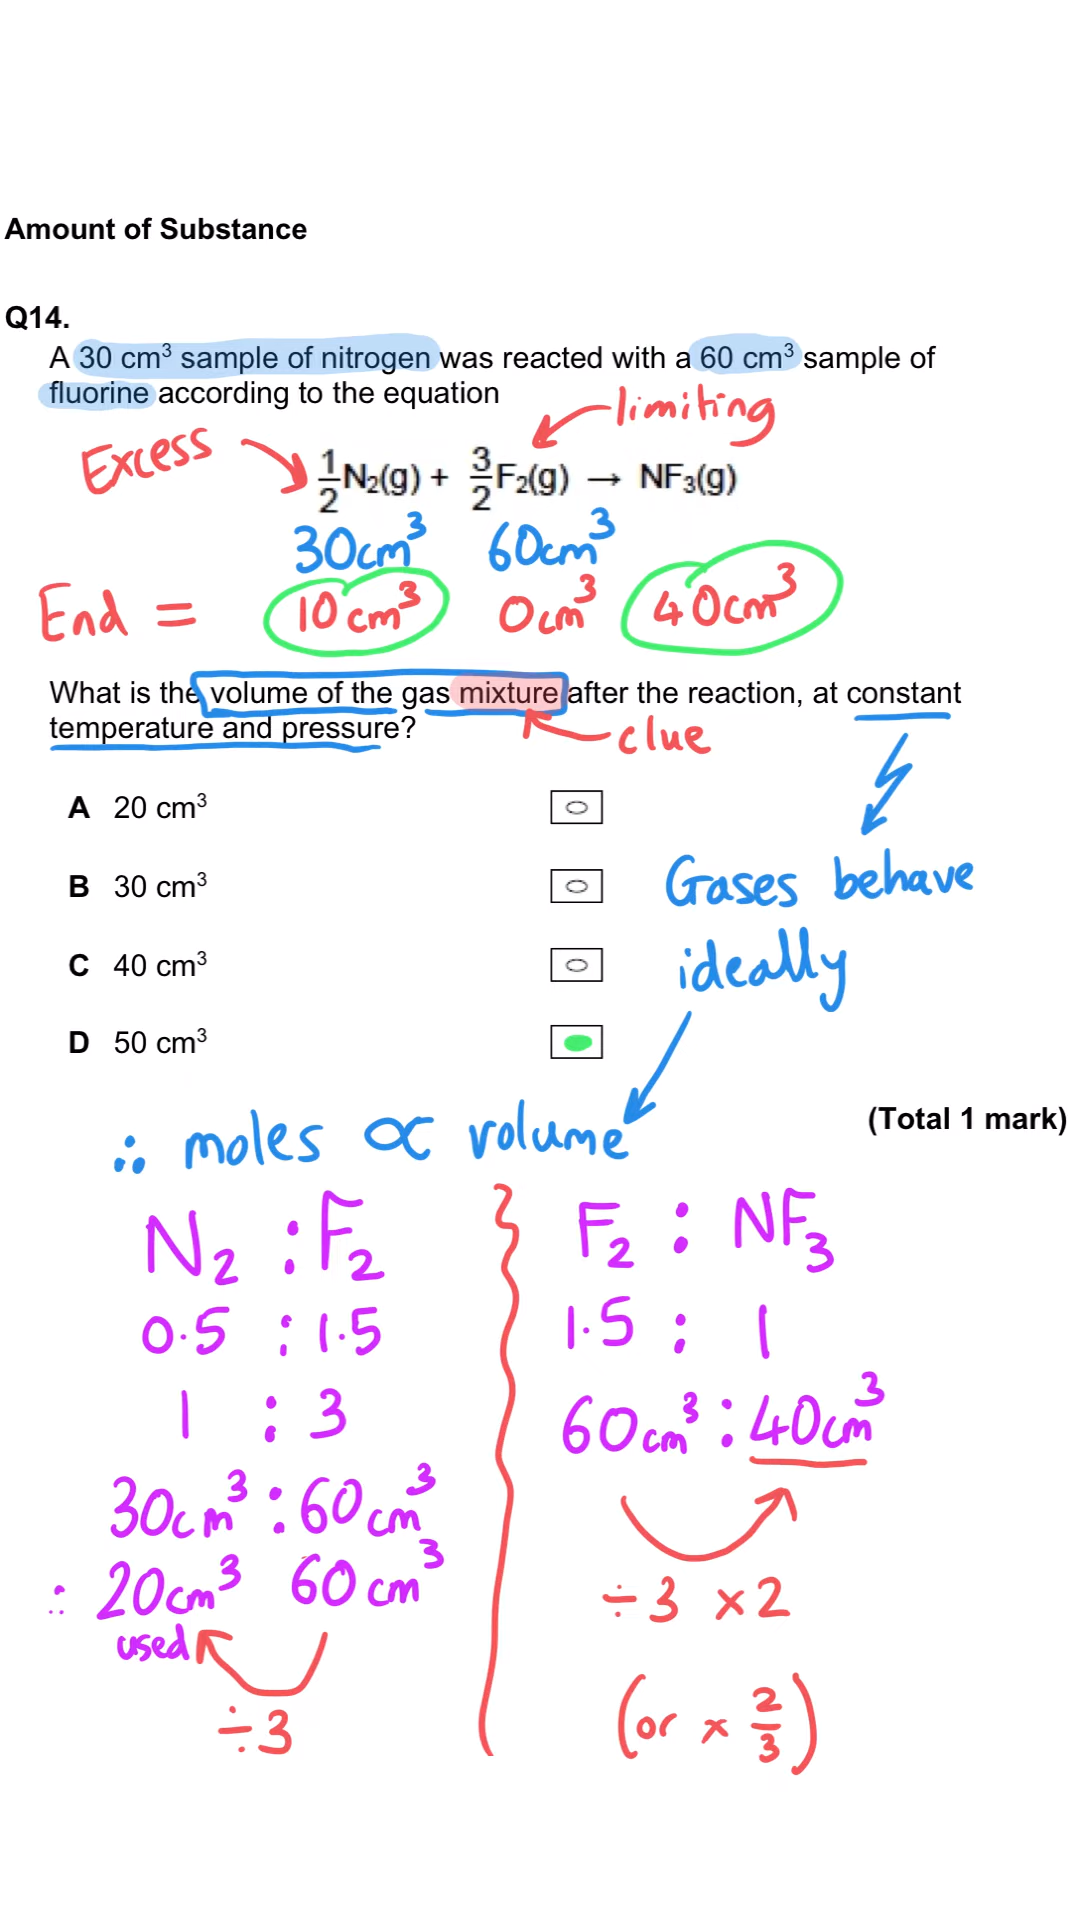 Amount of Substance
Q14.
A 30 cm³ sample of nitrogen was reacted with a 60 cm³ sample of
fluorine according to the equation
limiting
Excess
½N₂(g) + 3/2F₂(g) → NF₃(g)
30cm³ 60cm³
End = 10cm³ 0cm³ 40cm³
What is the volume of the gas mixture after the reaction, at constant
temperature and pressure?
clue
A 20 cm³
B 30 cm³
C 40 cm³
D 50 cm³
Gases behave
ideally
(Total 1 mark)
∴ moles ∝ volume
N₂ : F₂
0.5 : 1.5
1 : 3
30cm³ : 60cm³
∴ 20cm³ 60cm³
used
÷3
F₂ : NF₃
1.5 : 1
60cm³ : 40cm³
÷3 ×2
(or × 2/3)